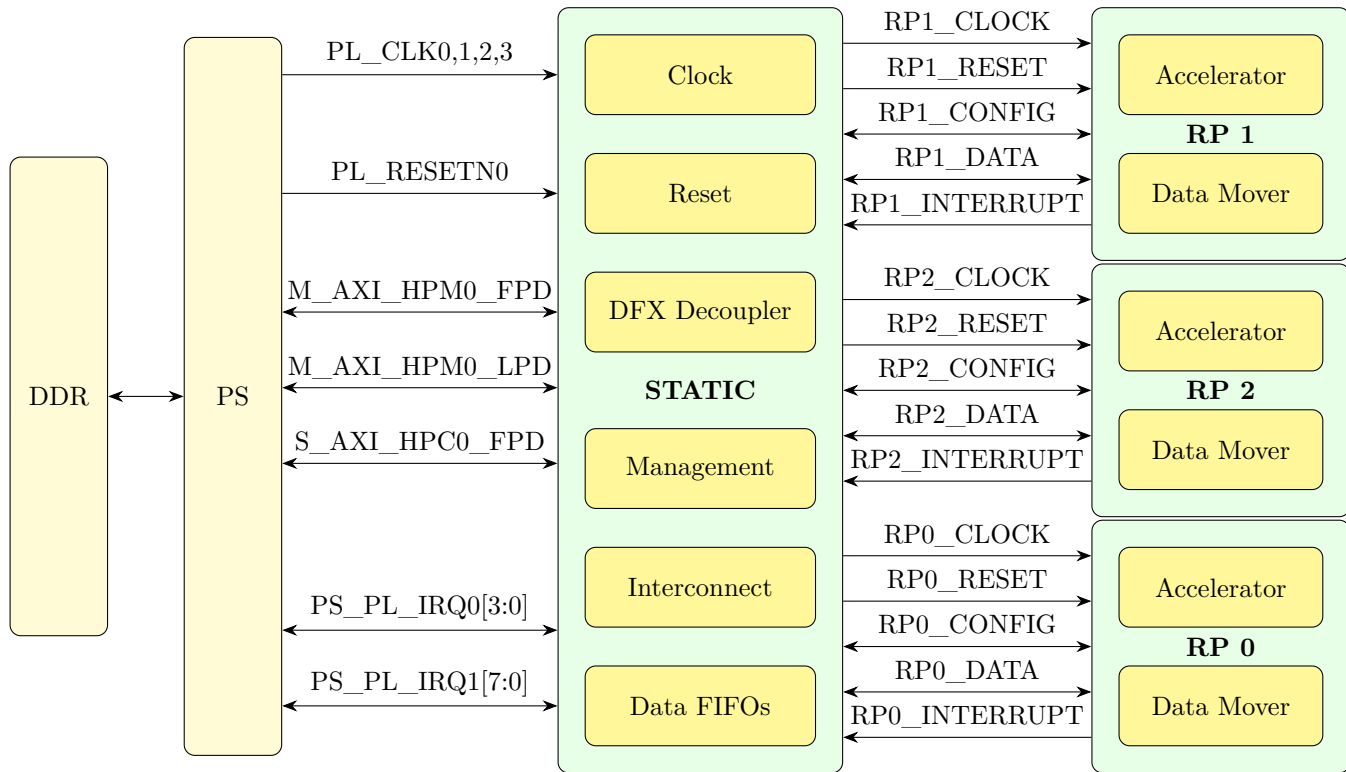 DDR
PS
PL_CLK0,1,2,3
PL_RESETN0
M_AXI_HPM0_FPD
M_AXI_HPM0_LPD
S_AXI_HPC0_FPD
PS_PL_IRQ0[3:0]
PS_PL_IRQ1[7:0]
Clock
Reset
DFX Decoupler
STATIC
Management
Interconnect
Data FIFOs
RP1_CLOCK
RP1_RESET
RP1_CONFIG
RP1_DATA
RP1_INTERRUPT
RP2_CLOCK
RP2_RESET
RP2_CONFIG
RP2_DATA
RP2_INTERRUPT
RP0_CLOCK
RP0_RESET
RP0_CONFIG
RP0_DATA
RP0_INTERRUPT
Accelerator
RP 1
Data Mover
Accelerator
RP 2
Data Mover
Accelerator
RP 0
Data Mover